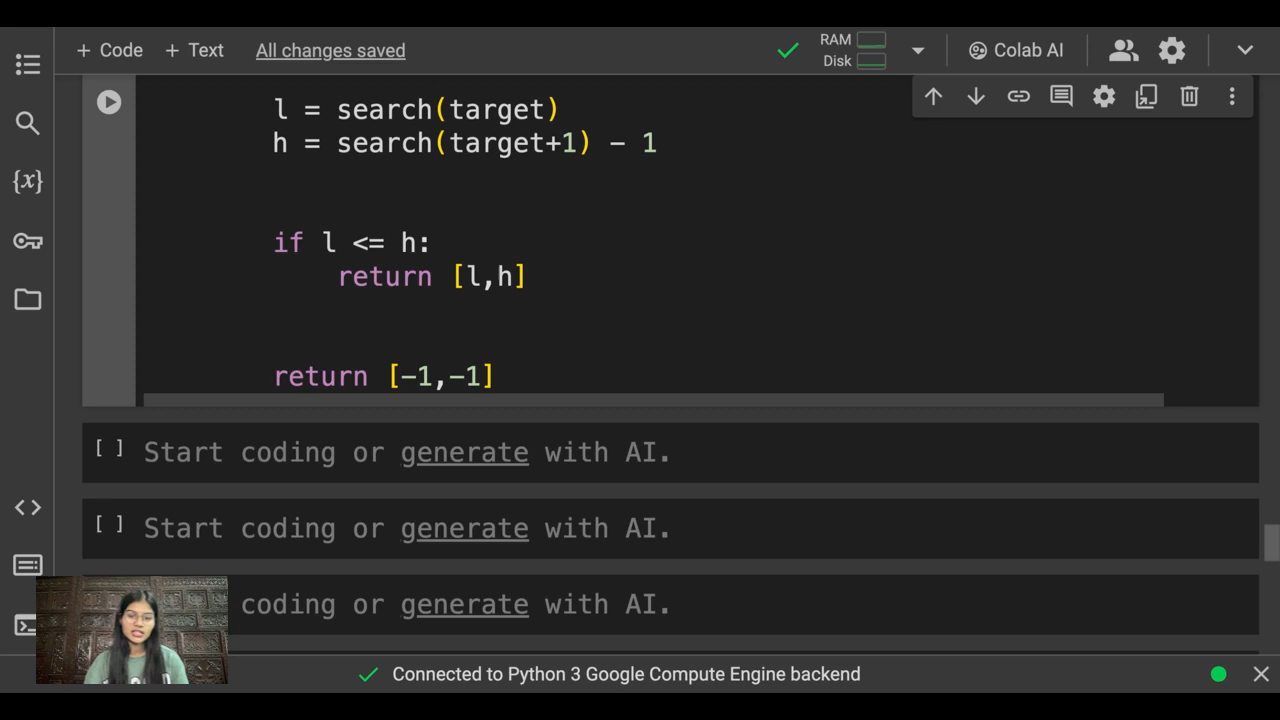 + Code + Text All changes saved
RAM
Disk
Colab AI
{x}
l = search(target)
h = search(target+1) - 1
if l <= h:
return [l,h]
return [-1,-1]
[ ] Start coding or generate with AI.
[ ] Start coding or generate with AI.
coding or generate with AI.
Connected to Python 3 Google Compute Engine backend